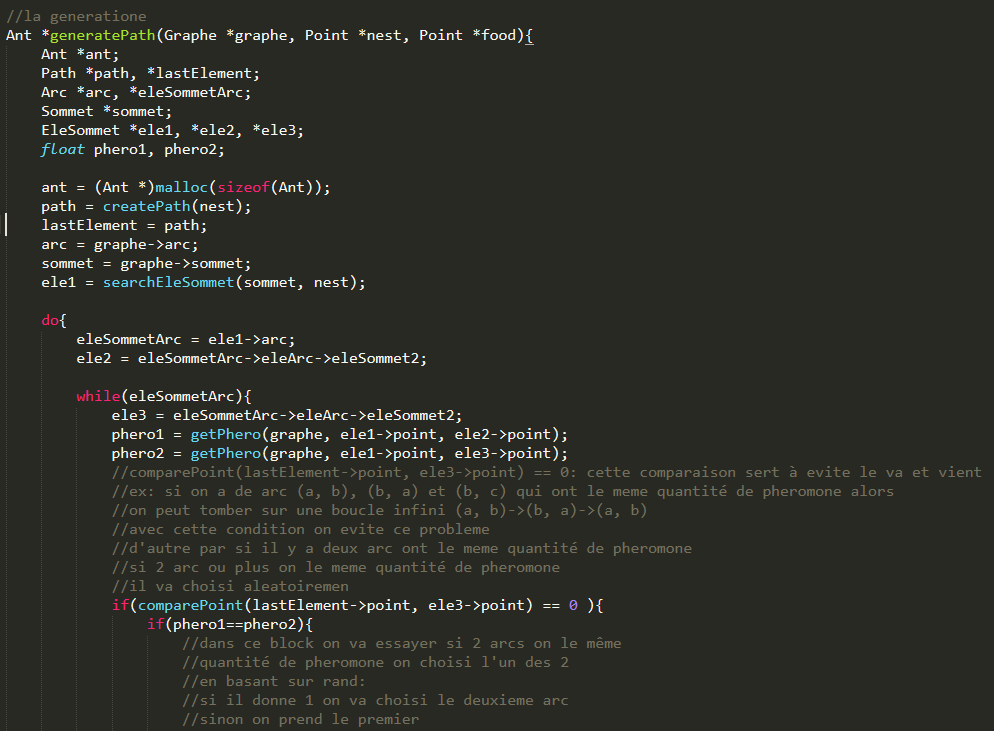 //la generatione
Ant *generatePath(Graphe *graphe, Point *nest, Point *food){
    Ant *ant;
    Path *path, *lastElement;
    Arc *arc, *eleSommetArc;
    Sommet *sommet;
    EleSommet *ele1, *ele2, *ele3;
    float phero1, phero2;

    ant = (Ant *)malloc(sizeof(Ant));
    path = createPath(nest);
    lastElement = path;
    arc = graphe->arc;
    sommet = graphe->sommet;
    ele1 = searchEleSommet(sommet, nest);

    do{
        eleSommetArc = ele1->arc;
        ele2 = eleSommetArc->eleArc->eleSommet2;

        while(eleSommetArc){
            ele3 = eleSommetArc->eleArc->eleSommet2;
            phero1 = getPhero(graphe, ele1->point, ele2->point);
            phero2 = getPhero(graphe, ele1->point, ele3->point);
            //comparePoint(lastElement->point, ele3->point) == 0: cette comparaison sert à evite le va et vient
            //ex: si on a de arc (a, b), (b, a) et (b, c) qui ont le meme quantité de pheromone alors
            //on peut tomber sur une boucle infini (a, b)->(b, a)->(a, b)
            //avec cette condition on evite ce probleme
            //d'autre par si il y a deux arc ont le meme quantité de pheromone
            //si 2 arc ou plus on le meme quantité de pheromone
            //il va choisi aleatoiremen
            if(comparePoint(lastElement->point, ele3->point) == 0 ){
                if(phero1==phero2){
                    //dans ce block on va essayer si 2 arcs on le même
                    //quantité de pheromone on choisi l'un des 2
                    //en basant sur rand:
                    //si il donne 1 on va choisi le deuxieme arc
                    //sinon on prend le premier